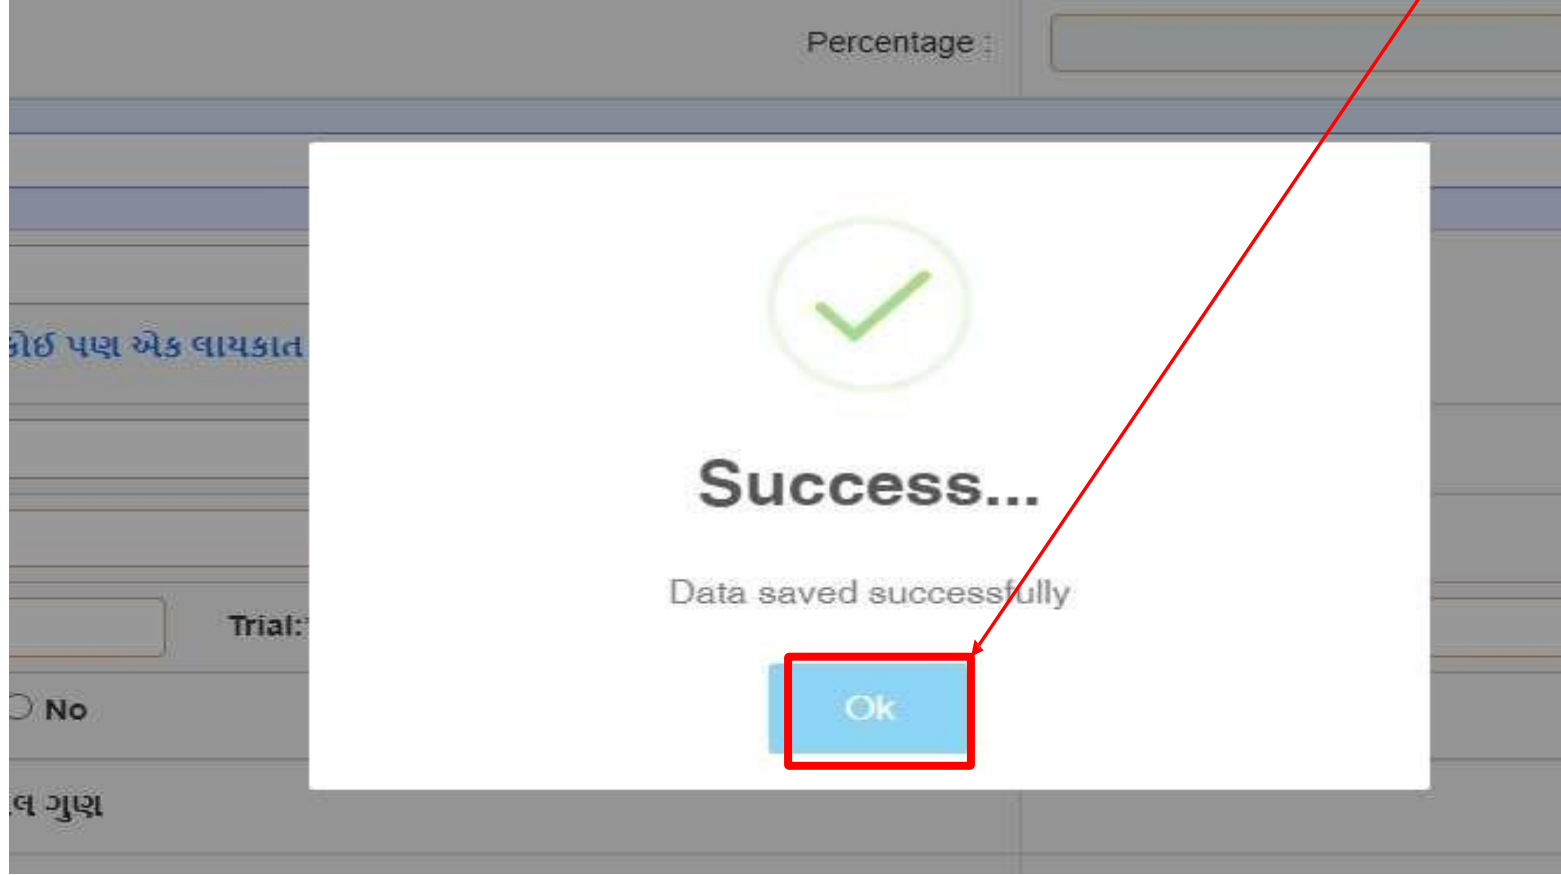 Percentage :
કોઈ પણ એક લાયકાત
Success...
Data saved successfully
Trial:*
Ok
No
ગુણ